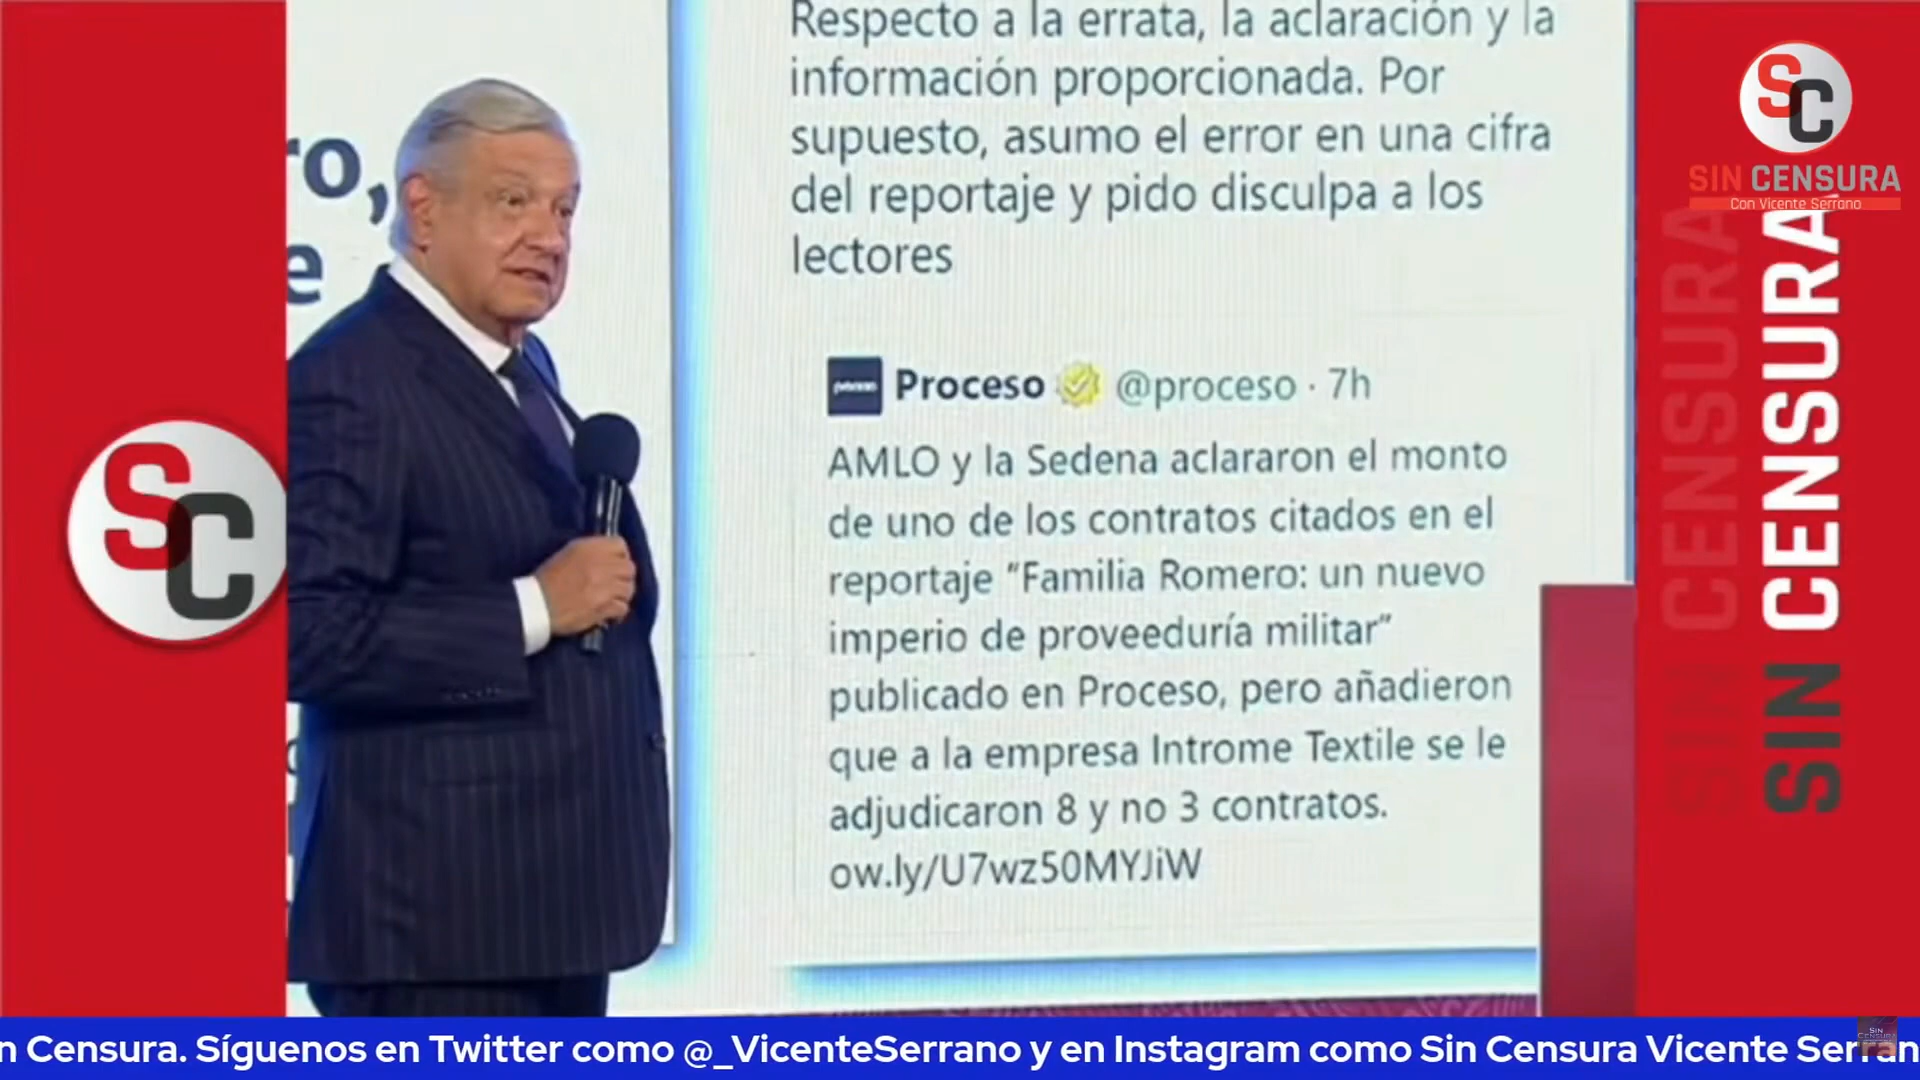 Respecto a la errata, la aclaración y la
información proporcionada. Por
supuesto, asumo el error en una cifra
del reportaje y pido disculpa a los
lectores
ro,
e
Proceso @proceso · 7h
AMLO y la Sedena aclararon el monto
de uno de los contratos citados en el
reportaje “Familia Romero: un nuevo
imperio de proveeduría militar”
publicado en Proceso, pero añadieron
que a la empresa Introme Textile se le
adjudicaron 8 y no 3 contratos.
ow.ly/U7wz50MYJiW
SC
SC
SIN CENSURA
Con Vicente Serrano
SIN CENSURA
SIN CENSURA
n Censura. Síguenos en Twitter como @_VicenteSerrano y en Instagram como Sin Censura Vicente Serran